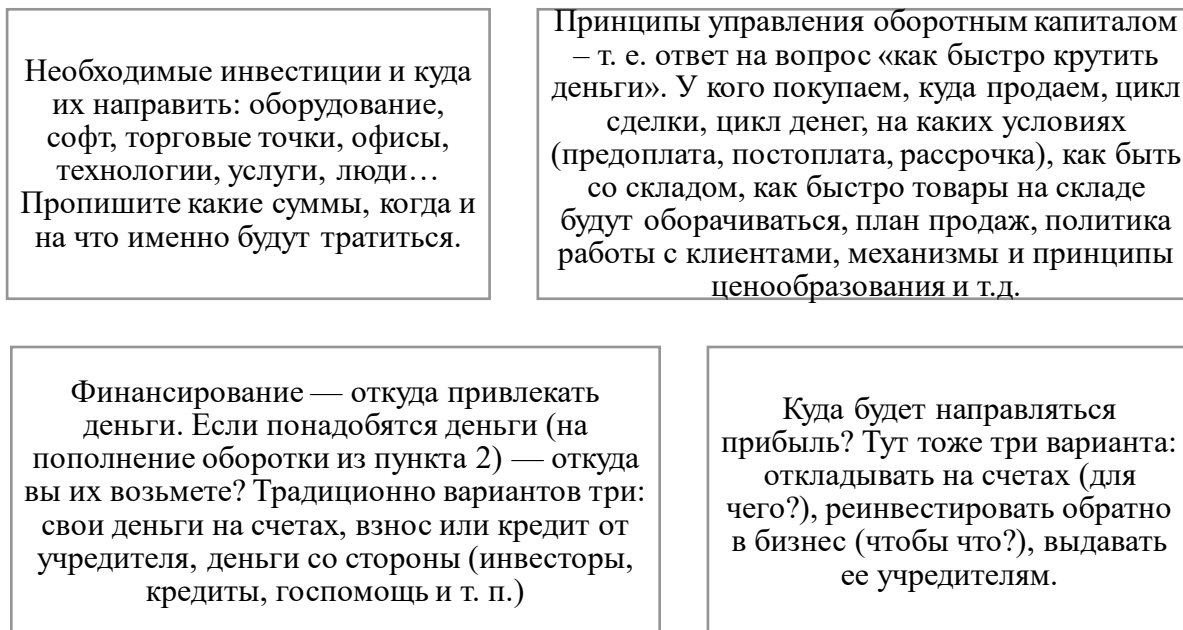 Необходимые инвестиции и куда
их направить: оборудование,
софт, торговые точки, офисы,
технологии, услуги, люди…
Пропишите какие суммы, когда и
на что именно будут тратиться.
Принципы управления оборотным капиталом
– т. е. ответ на вопрос «как быстро крутить
деньги». У кого покупаем, куда продаем, цикл
сделки, цикл денег, на каких условиях
(предоплата, постоплата, рассрочка), как быть
со складом, как быстро товары на складе
будут оборачиваться, план продаж, политика
работы с клиентами, механизмы и принципы
ценообразования и т.д.
Финансирование — откуда привлекать
деньги. Если понадобятся деньги (на
пополнение оборотки из пункта 2) — откуда
вы их возьмете? Традиционно вариантов три:
свои деньги на счетах, взнос или кредит от
учредителя, деньги со стороны (инвесторы,
кредиты, госпомощь и т. п.)
Куда будет направляться
прибыль? Тут тоже три варианта:
откладывать на счетах (для
чего?), реинвестировать обратно
в бизнес (чтобы что?), выдавать
ее учредителям.